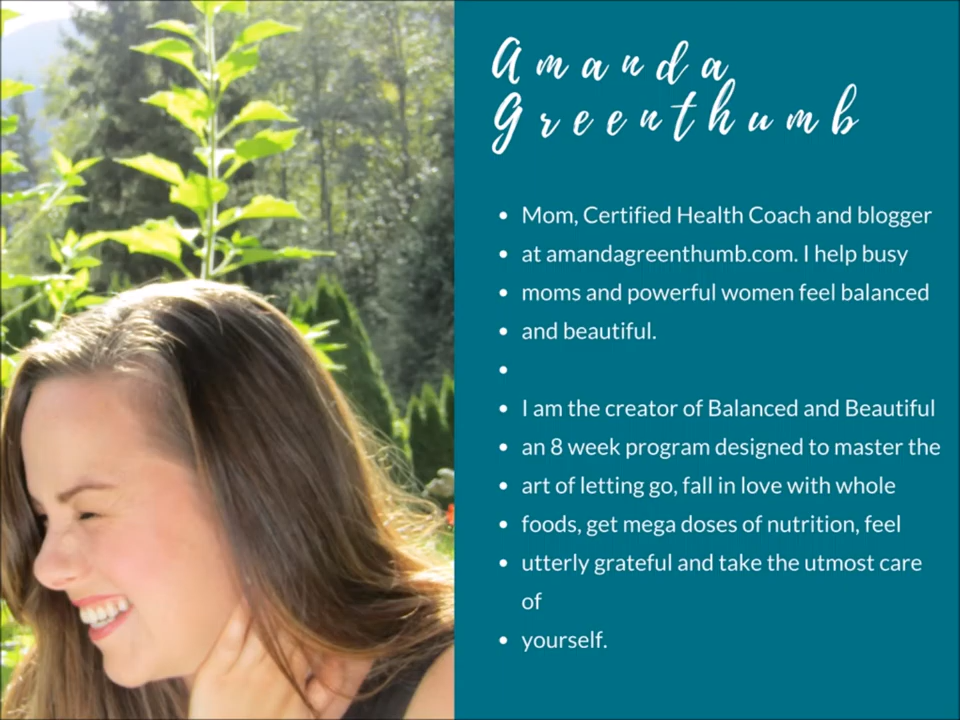 Amanda
Greenthumb
• Mom, Certified Health Coach and blogger
• at amandagreenthumb.com. I help busy
• moms and powerful women feel balanced
• and beautiful.
•
• I am the creator of Balanced and Beautiful
• an 8 week program designed to master the
• art of letting go, fall in love with whole
• foods, get mega doses of nutrition, feel
• utterly grateful and take the utmost care
of
• yourself.